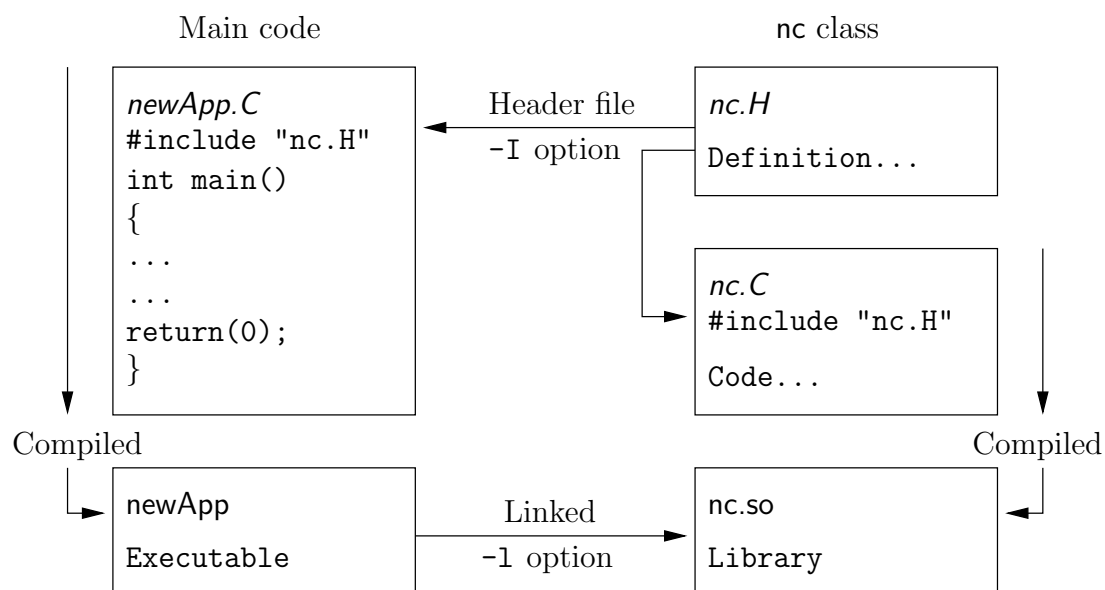 Main code
nc class
newApp.C
#include "nc.H"
int main()
{
...
...
return(0);
}
Header file
-I option
nc.H
Definition...
nc.C
#include "nc.H"
Code...
Compiled
Compiled
newApp
Executable
Linked
-l option
nc.so
Library